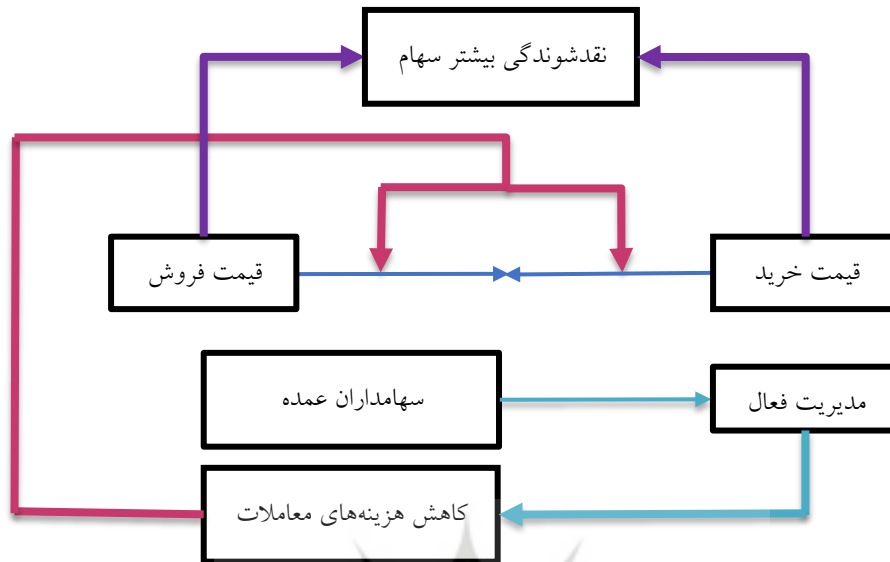 نقدشوندگی بیشتر سهام
قیمت خرید
قیمت فروش
سهامداران عمده
مدیریت فعال
کاهش هزینه‌های معاملات